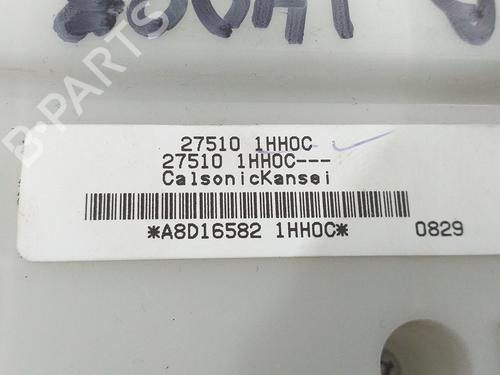 B-PARTS
27510 1HH0C
27510 1HH0C---
CalsonicKansei
*A8D16582 1HH0C*
0829